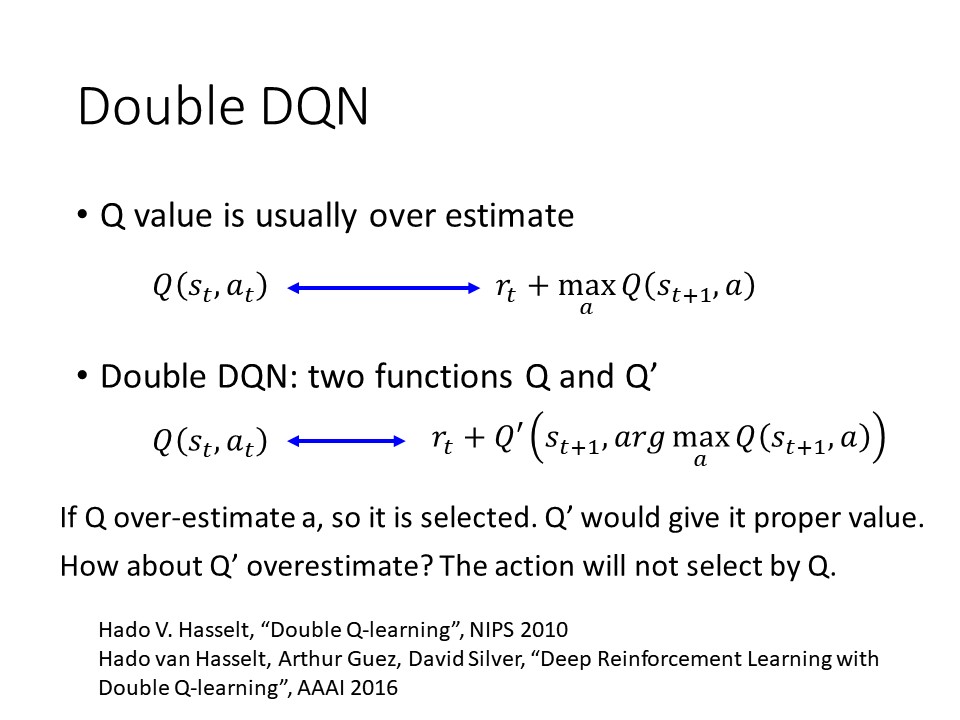 Double DQN
• Q value is usually over estimate
Q(s_t, a_t) ⟷ r_t + max_a Q(s_{t+1}, a)
• Double DQN: two functions Q and Q’
Q(s_t, a_t) ⟷ r_t + Q′(s_{t+1}, arg max_a Q(s_{t+1}, a))
If Q over-estimate a, so it is selected. Q’ would give it proper value.
How about Q’ overestimate? The action will not select by Q.
Hado V. Hasselt, “Double Q-learning”, NIPS 2010
Hado van Hasselt, Arthur Guez, David Silver, “Deep Reinforcement Learning with
Double Q-learning”, AAAI 2016